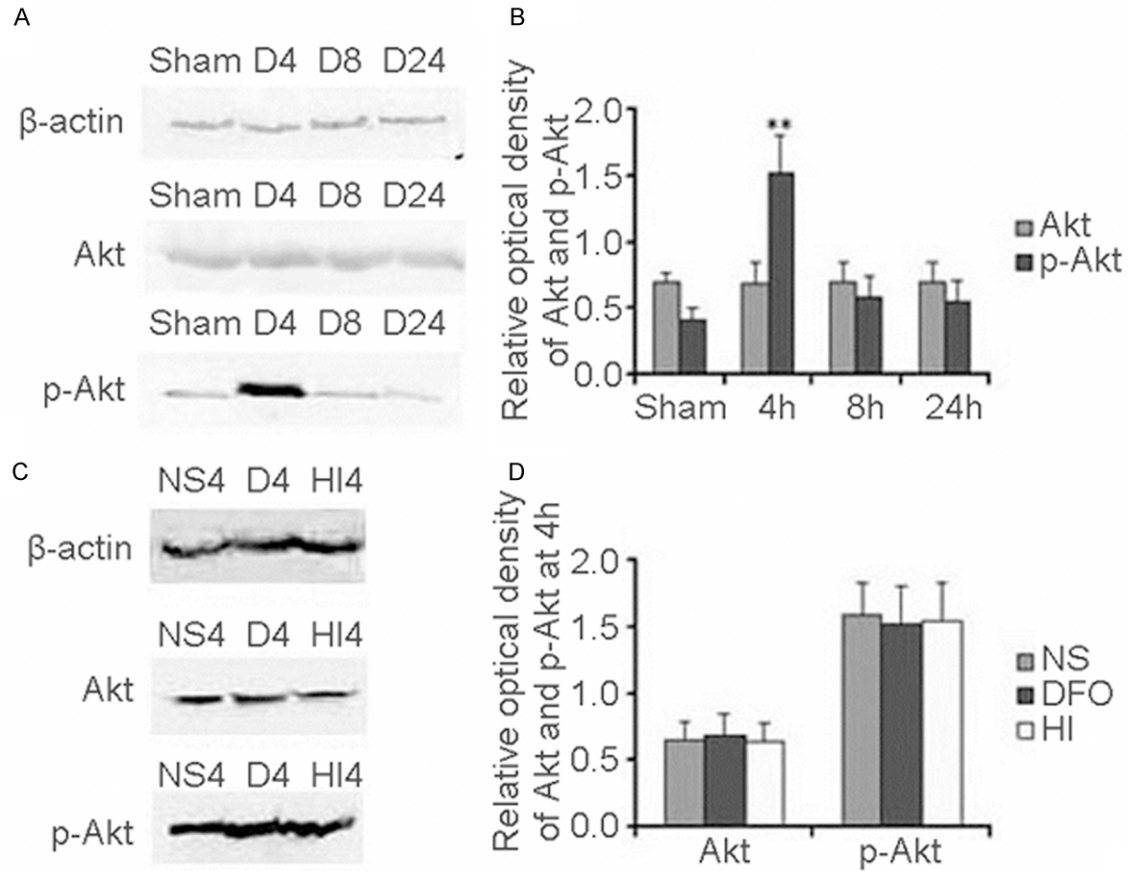 A
Sham D4 D8 D24
β-actin
Sham D4 D8 D24
Akt
Sham D4 D8 D24
p-Akt
B
Relative optical density
of Akt and p-Akt
2.0
1.5
1.0
0.5
0.0
**
Sham 4h 8h 24h
Akt
p-Akt
C
NS4 D4 HI4
β-actin
NS4 D4 HI4
Akt
NS4 D4 HI4
p-Akt
D
Relative optical density
of Akt and p-Akt at 4h
2.0
1.5
1.0
0.5
0.0
Akt p-Akt
NS
DFO
HI